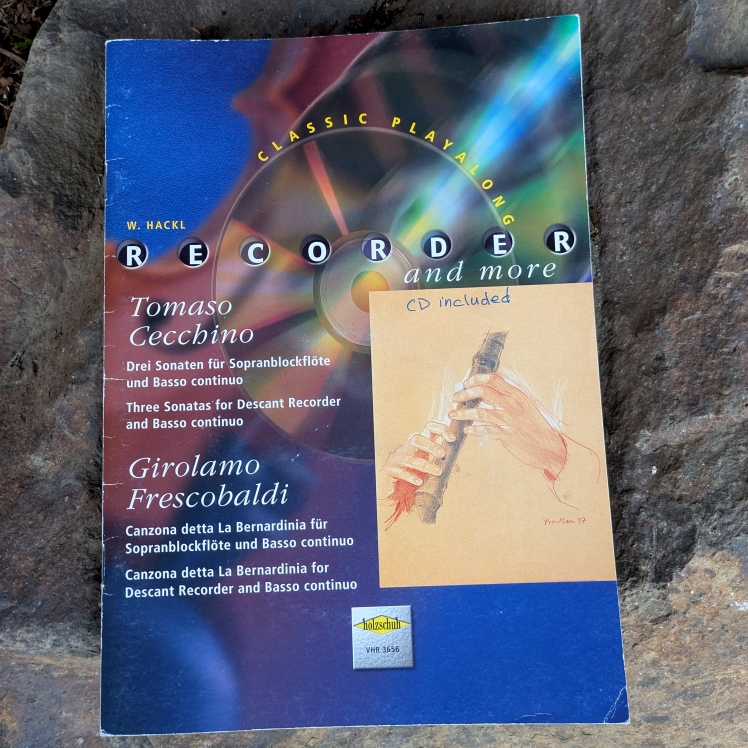 CLASSIC PLAYALONG
W. HACKL
RECORDER
and more
CD included
Tomaso
Cecchino
Drei Sonaten für Sopranblockflöte
und Basso continuo
Three Sonatas for Descant Recorder
and Basso continuo
Girolamo
Frescobaldi
Canzona detta La Bernardinia für
Sopranblockflöte und Basso continuo
Canzona detta La Bernardinia for
Descant Recorder and Basso continuo
holzschuh
VHR 3656